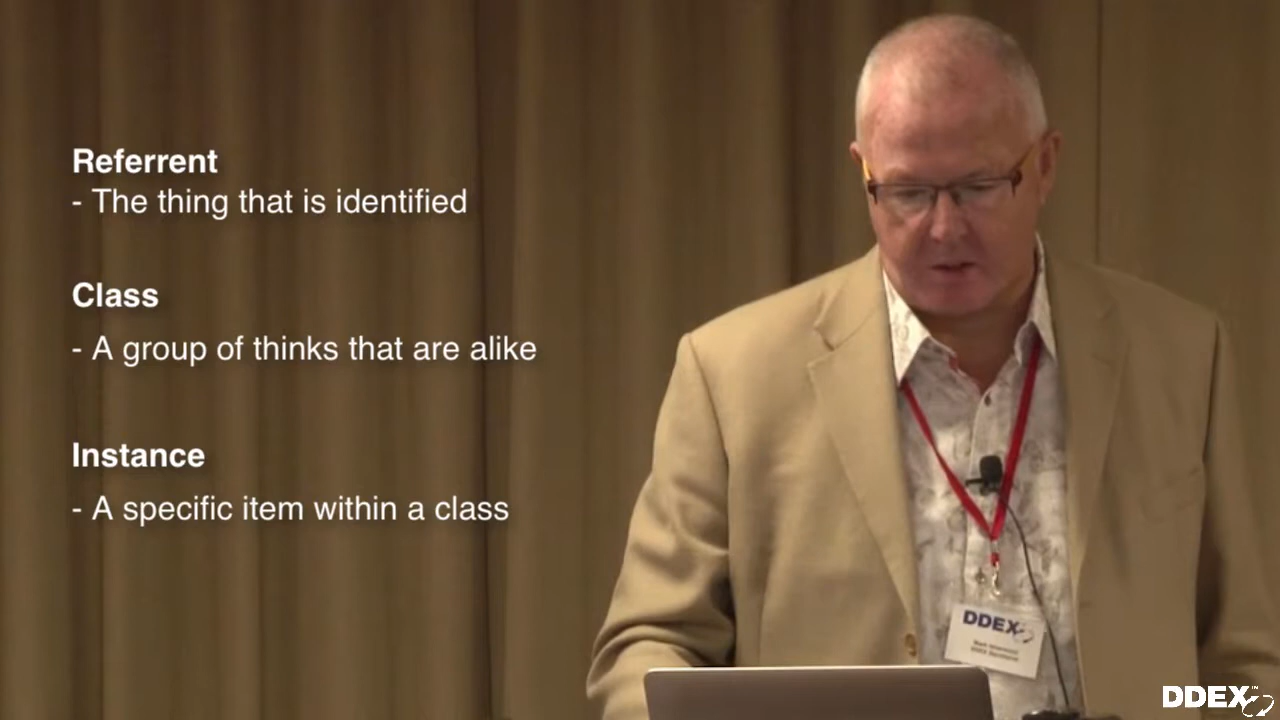 Referrent
- The thing that is identified
Class
- A group of thinks that are alike
Instance
- A specific item within a class
DDEX
DDEX